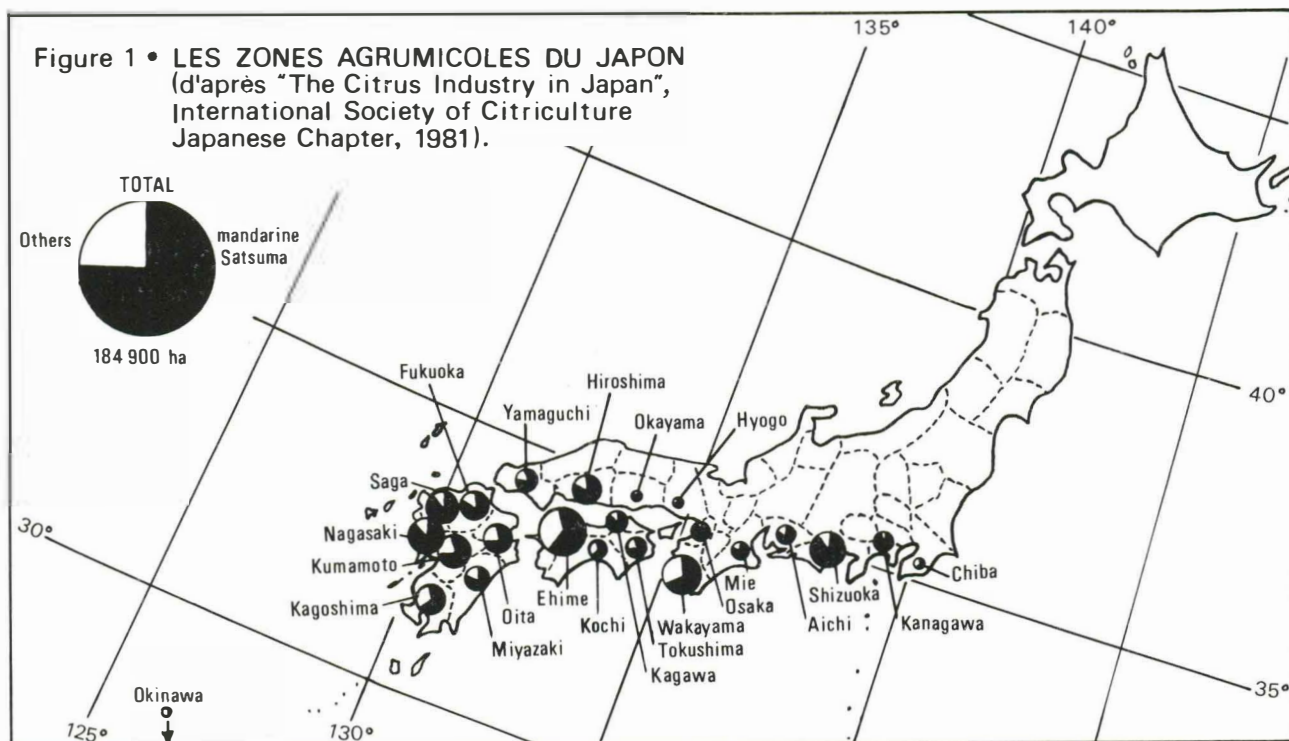 Figure 1 • LES ZONES AGRUMICOLES DU JAPON
(d'après "The Citrus Industry in Japan",
International Society of Citriculture
Japanese Chapter, 1981).
135°
140°
TOTAL
Others
mandarine
Satsuma
184 900 ha
40°
Fukuoka
Yamaguchi
Hiroshima
Okayama
Hyogo
Saga
30°
Nagasaki
Kumamoto
Kagoshima
Oita
Miyazaki
Ehime
Kochi
Wakayama
Tokushima
Kagawa
Mie
Osaka
Aichi
Shizuoka
Kanagawa
Chiba
35°
Okinawa
125°
130°